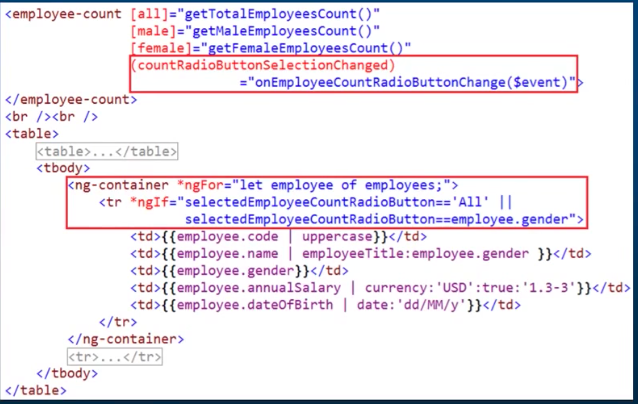 <employee-count [all]="getTotalEmployeesCount()"
[male]="getMaleEmployeesCount()"
[female]="getFemaleEmployeesCount()"
(countRadioButtonSelectionChanged)
="onEmployeeCountRadioButtonChange($event)">
</employee-count>
<br /><br />
<table>
<table>...</table>
<tbody>
<ng-container *ngFor="let employee of employees;">
<tr *ngIf="selectedEmployeeCountRadioButton=='All' ||
selectedEmployeeCountRadioButton==employee.gender">
<td>{{employee.code | uppercase}}</td>
<td>{{employee.name | employeeTitle:employee.gender }}</td>
<td>{{employee.gender}}</td>
<td>{{employee.annualSalary | currency:'USD':true:'1.3-3'}}</td>
<td>{{employee.dateOfBirth | date:'dd/MM/y'}}</td>
</tr>
</ng-container>
<tr>...</tr>
</tbody>
</table>